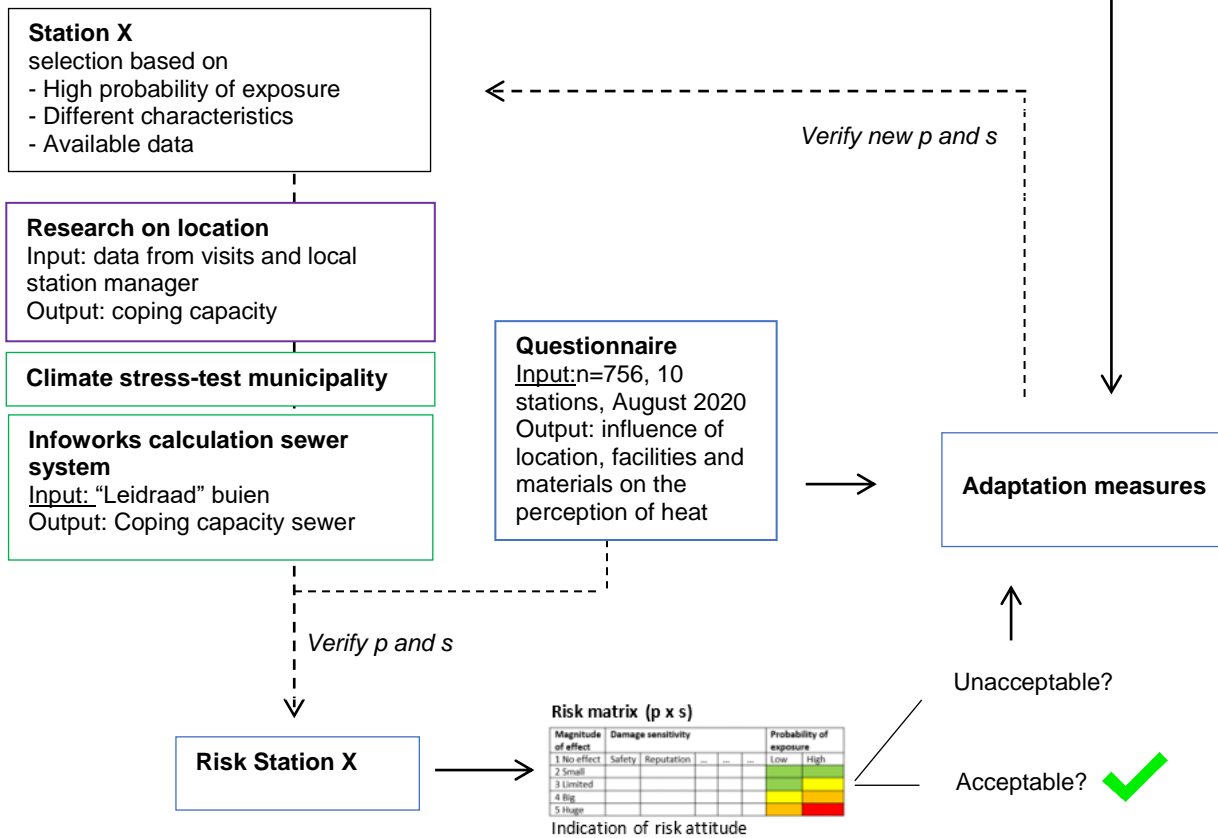 Station X
selection based on
- High probability of exposure
- Different characteristics
- Available data
Verify new p and s
Research on location
Input: data from visits and local
station manager
Output: coping capacity
Climate stress-test municipality
Infoworks calculation sewer
system
Input: “Leidraad” buien
Output: Coping capacity sewer
Questionnaire
Input:n=756, 10
stations, August 2020
Output: influence of
location, facilities and
materials on the
perception of heat
Adaptation measures
Verify p and s
Unacceptable?
Risk Station X
Risk matrix (p x s)
Magnitude of effect Damage sensitivity Probability of exposure
1 No effect Safety Reputation ... ... ... Low High
2 Small
3 Limited
4 Big
5 Huge
Indication of risk attitude
Acceptable?